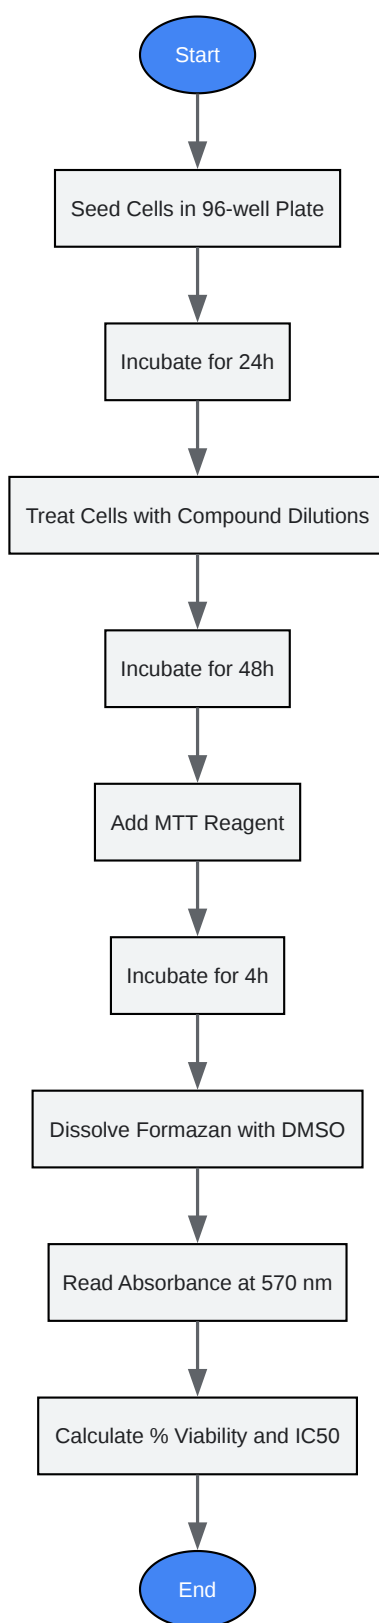 Start
Seed Cells in 96-well Plate
Incubate for 24h
Treat Cells with Compound Dilutions
Incubate for 48h
Add MTT Reagent
Incubate for 4h
Dissolve Formazan with DMSO
Read Absorbance at 570 nm
Calculate % Viability and IC50
End